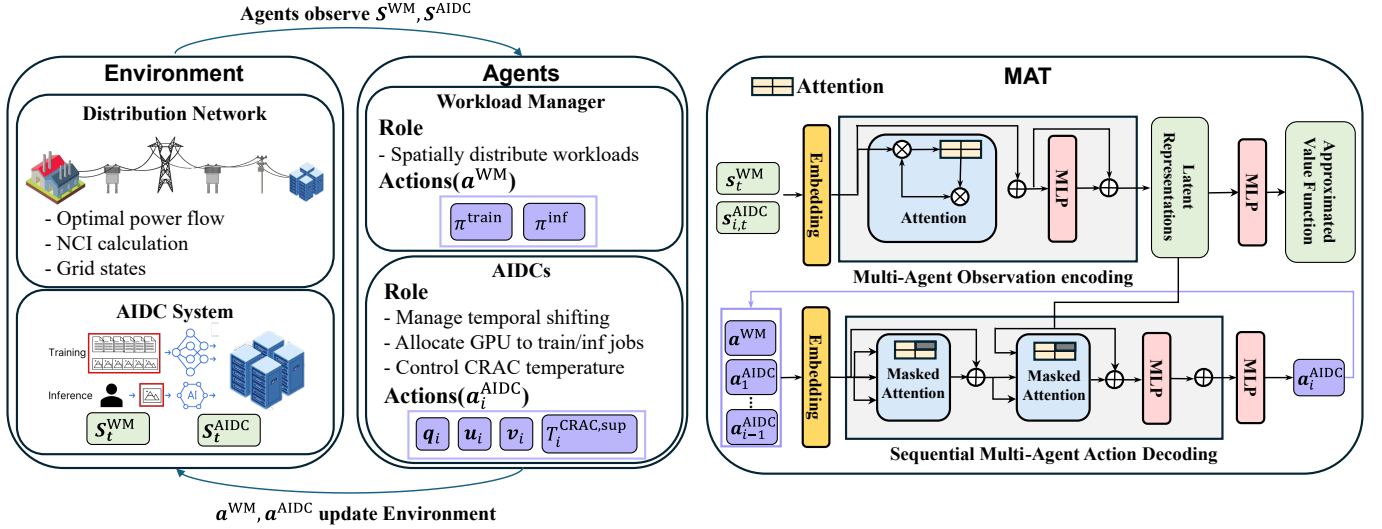 Agents observe S^WM, S^AIDC
Environment
Distribution Network
- Optimal power flow
- NCI calculation
- Grid states
AIDC System
Training
Inference
AI
S_t^WM
S_t^AIDC
Agents
Workload Manager
Role
- Spatially distribute workloads
Actions(a^WM)
π^train
π^inf
AIDCs
Role
- Manage temporal shifting
- Allocate GPU to train/inf jobs
- Control CRAC temperature
Actions(a_i^AIDC)
q_i
u_i
v_i
T_i^CRAC,sup
a^WM, a^AIDC update Environment
MAT
Attention
s_t^WM
s_i,t^AIDC
Embedding
Attention
MLP
Latent
Representations
MLP
Approximated
Value Function
Multi-Agent Observation encoding
a^WM
a_1^AIDC
⋮
a_i−1^AIDC
Embedding
Masked
Attention
Masked
Attention
MLP
MLP
a_i^AIDC
Sequential Multi-Agent Action Decoding